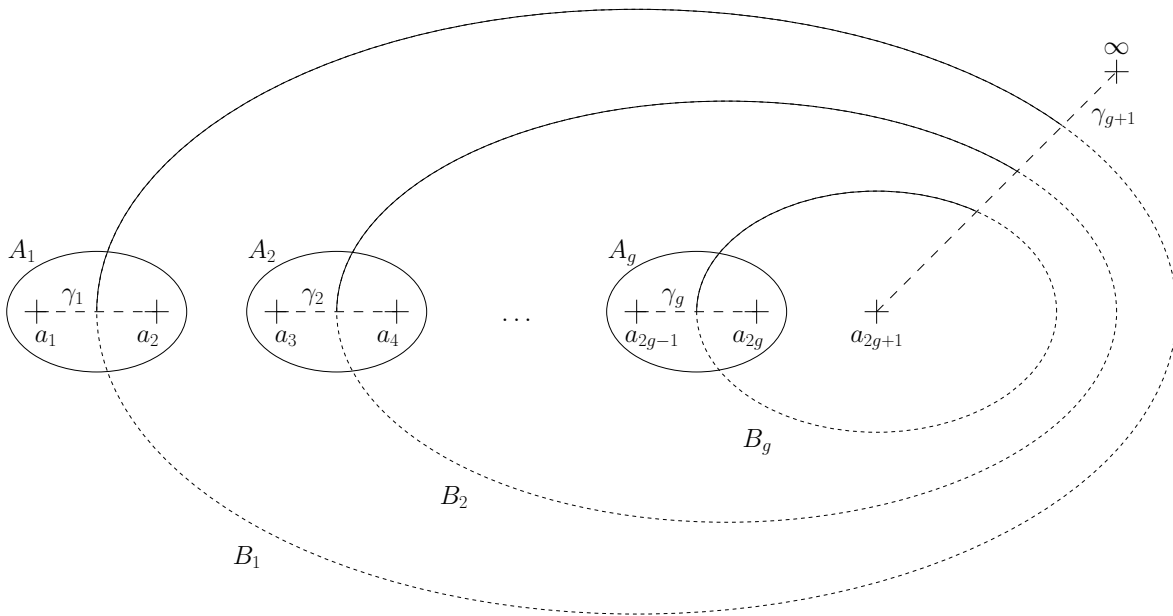 ∞
γ_{g+1}
A_1 A_2 A_g
γ_1 γ_2 γ_g
a_1 a_2 a_3 a_4 ... a_{2g-1} a_{2g} a_{2g+1}
B_g
B_2
B_1